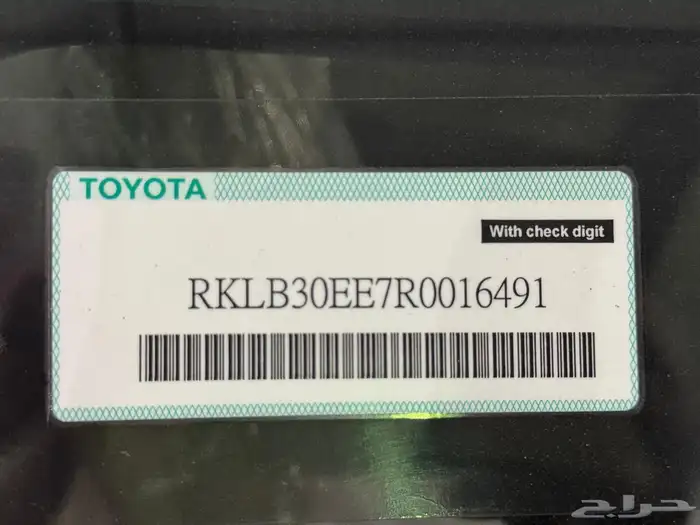 TOYOTA
With check digit
RKLB30EE7R0016491
حراج